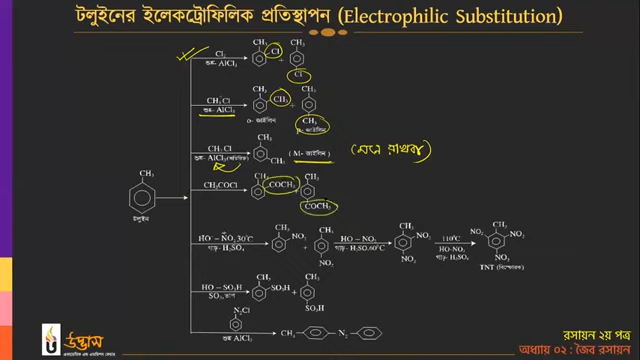 টলুইনের ইলেকট্রোফিলিক প্রতিস্থাপন (Electrophilic Substitution)
Cl₂
শুষ্ক- AlCl₃
CH₃
Cl
+
CH₃
Cl
CH₃Cl
শুষ্ক- AlCl₃
CH₃
CH₃
o- জাইলিন
+
CH₃
CH₃
p- জাইলিন
CH₃Cl
শুষ্ক- AlCl₃
CH₃
CH₃
( M- জাইলিন )
(মনে রাখবা)
CH₃
টলুইন
CH₃COCl
CH₃
COCH₃
+
CH₃
COCH₃
HO – NO₂ 30°C
গাঢ়- H₂SO₄
CH₃
NO₂
+
CH₃
NO₂
HO – NO₂
গাঢ়- H₂SO₄ 60°C
CH₃
NO₂
NO₂
110°C
HO- NO₂
গাঢ়- H₂SO₄
NO₂
CH₃
NO₂
NO₂
TNT (বিস্ফোরক)
HO – SO₃H
SO₃, তাপ
CH₃
SO₃H
+
CH₃
SO₃H
N₂Cl
শুষ্ক AlCl₃
CH₃
N₂
উদ্ভাস
রসায়ন ২য় পত্র
অধ্যায় ০২ : জৈব রসায়ন